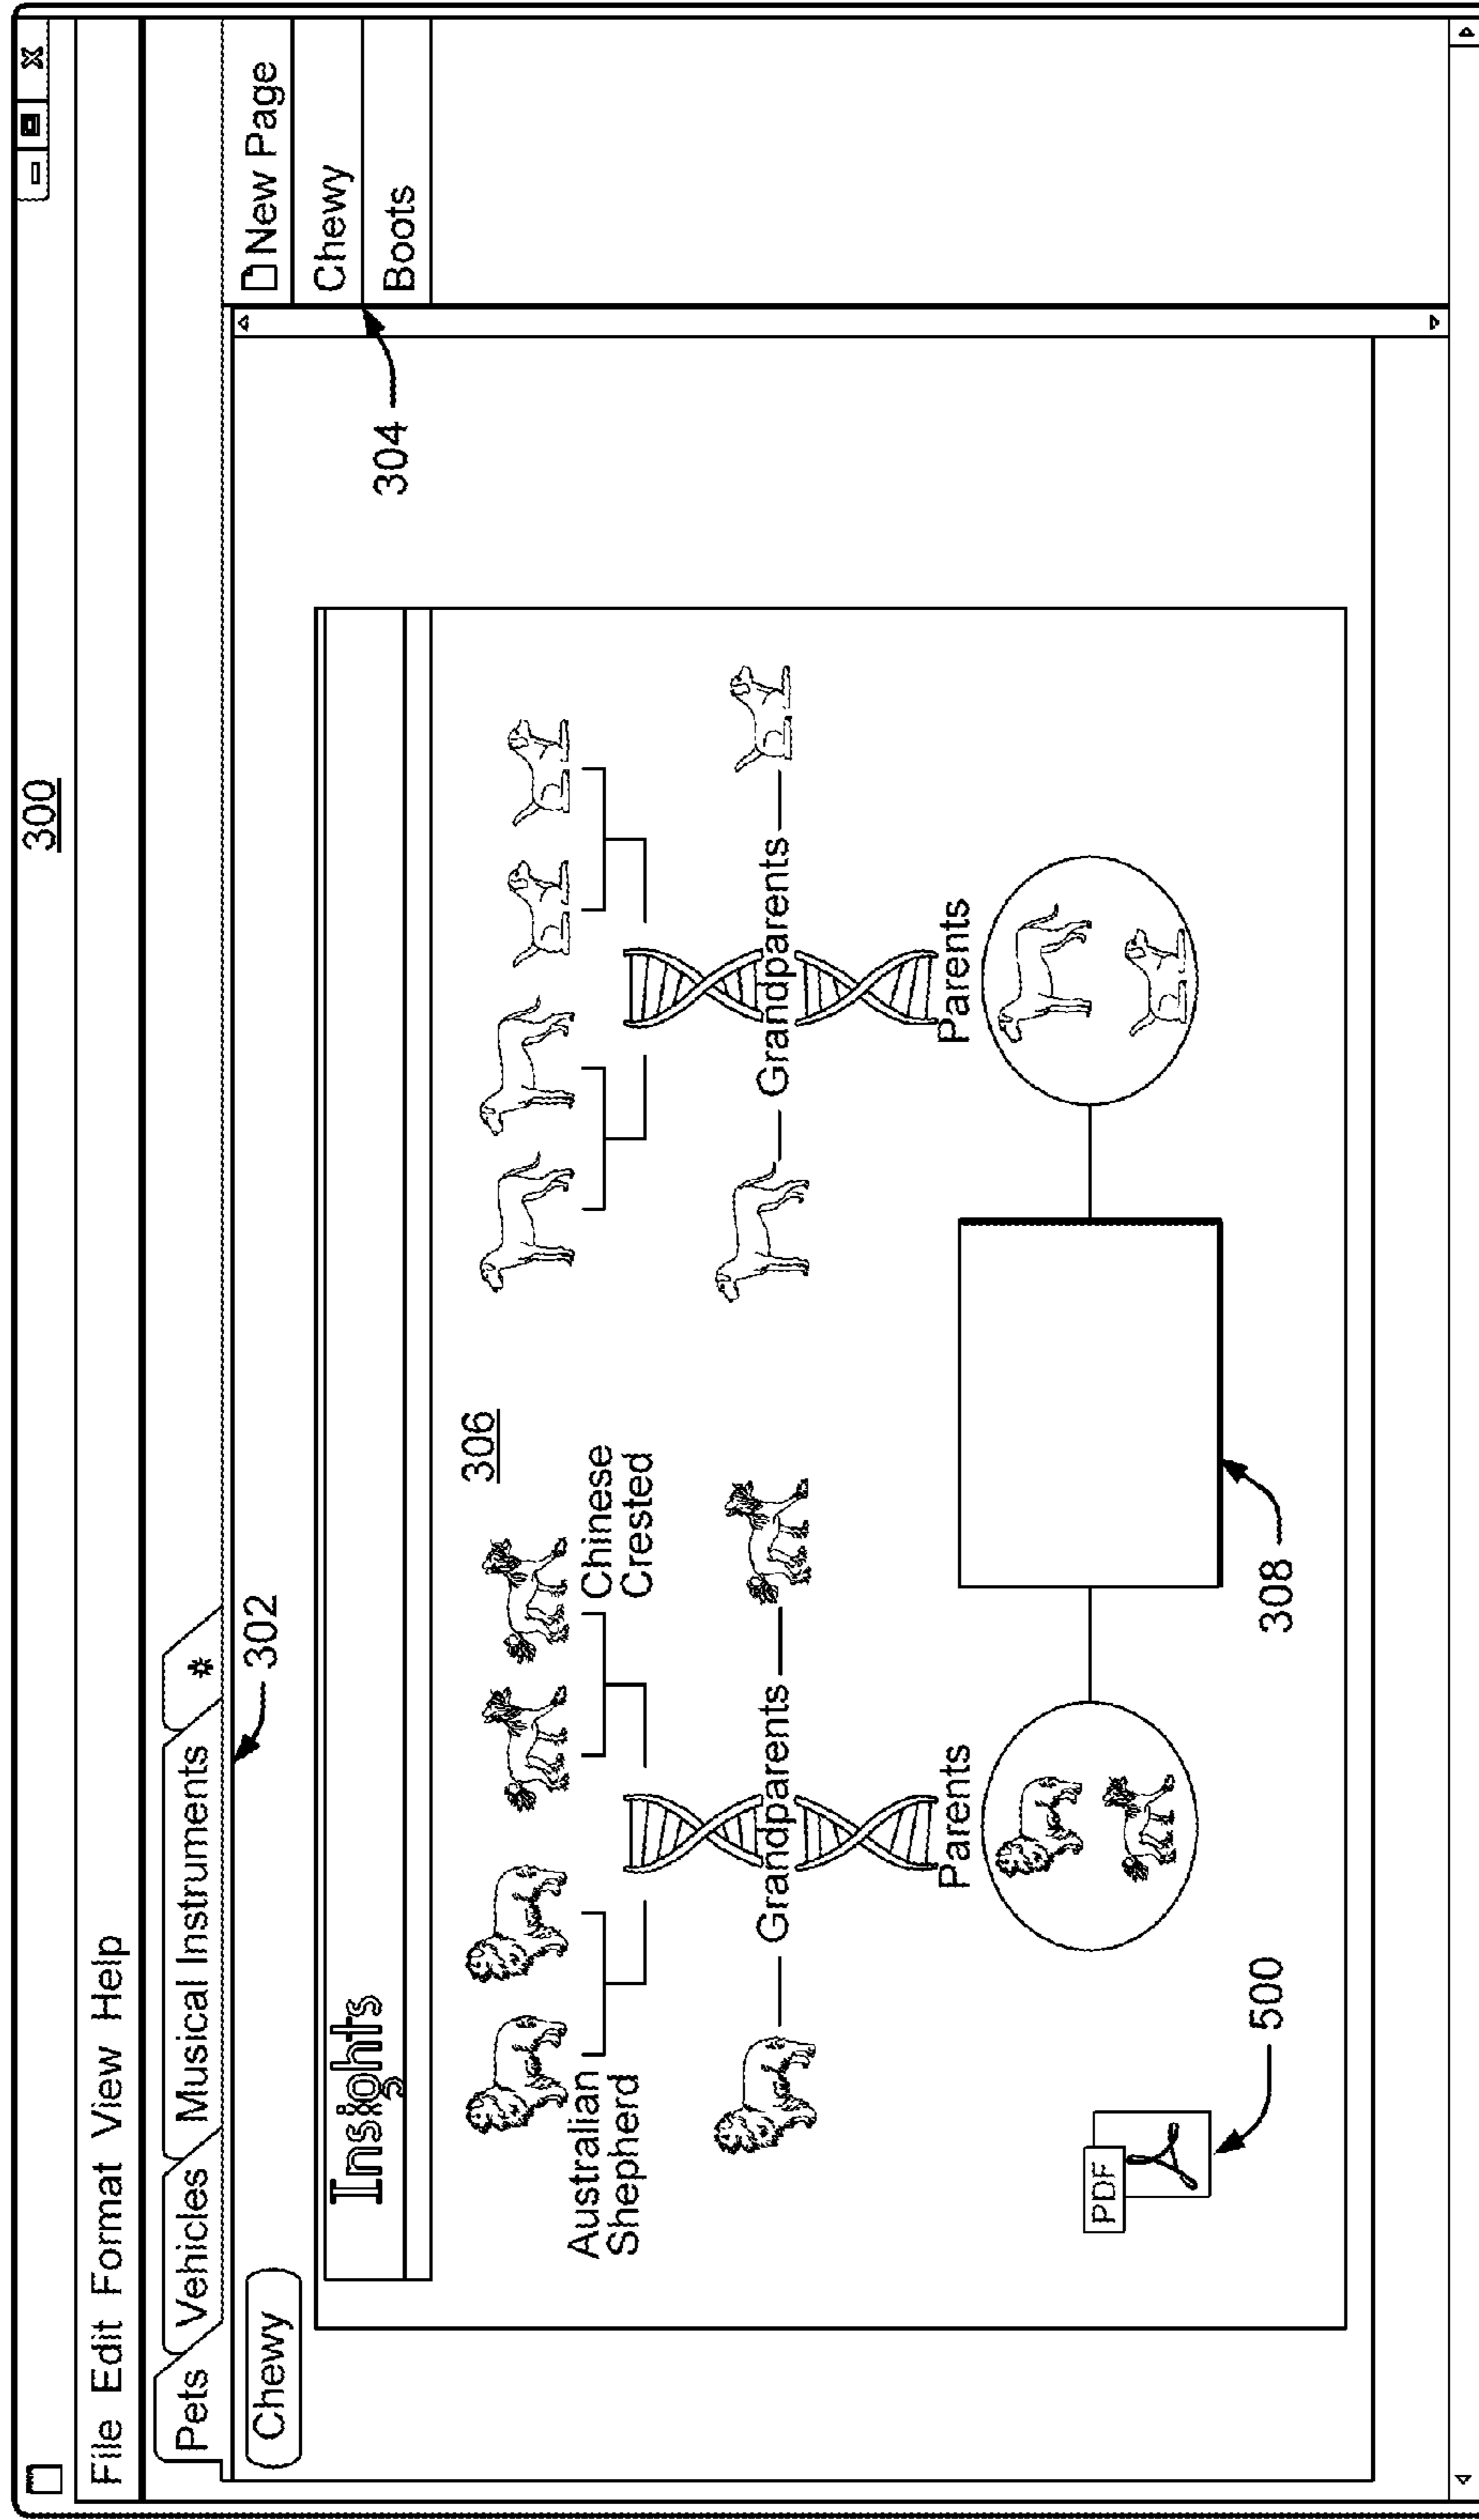 300
File Edit Format View Help
Pets Vehicles Musical Instruments *
302
New Page
Chewy
Chewy
304
Boots
Insights
306
Australian
Shepherd
Chinese
Crested
Grandparents
Grandparents
Parents
Parents
PDF
500
308